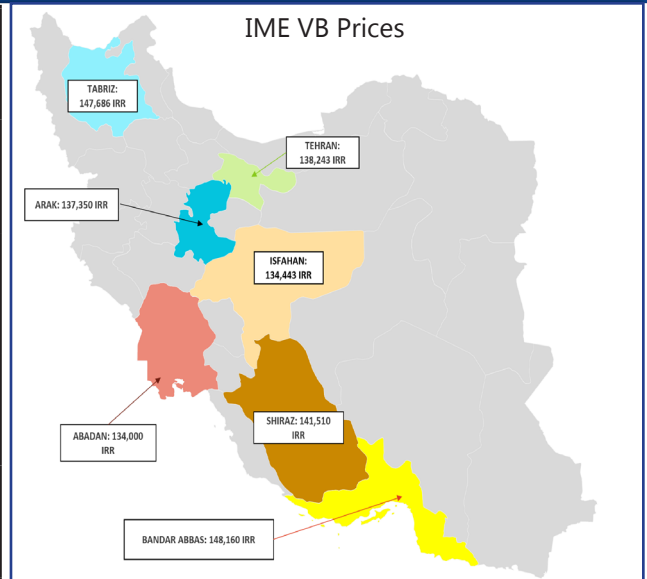 IME VB Prices
TABRIZ:
147,686 IRR
TEHRAN:
138,243 IRR
ARAK: 137,350 IRR
ISFAHAN:
134,443 IRR
SHIRAZ: 141,510
IRR
ABADAN: 134,000
IRR
BANDAR ABBAS: 148,160 IRR